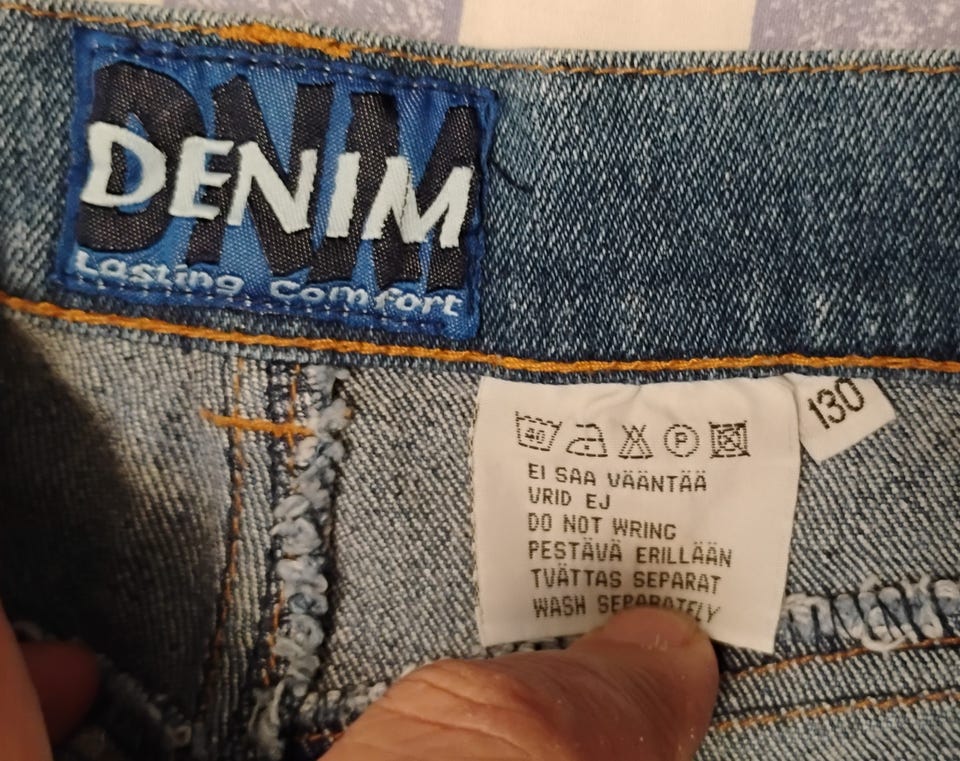 DNM
DENIM
Lasting Comfort
130
40 P
EI SAA VÄÄNTÄÄ
VRID EJ
DO NOT WRING
PESTÄVÄ ERILLÄÄN
TVÄTTAS SEPARAT
WASH SEPARATELY